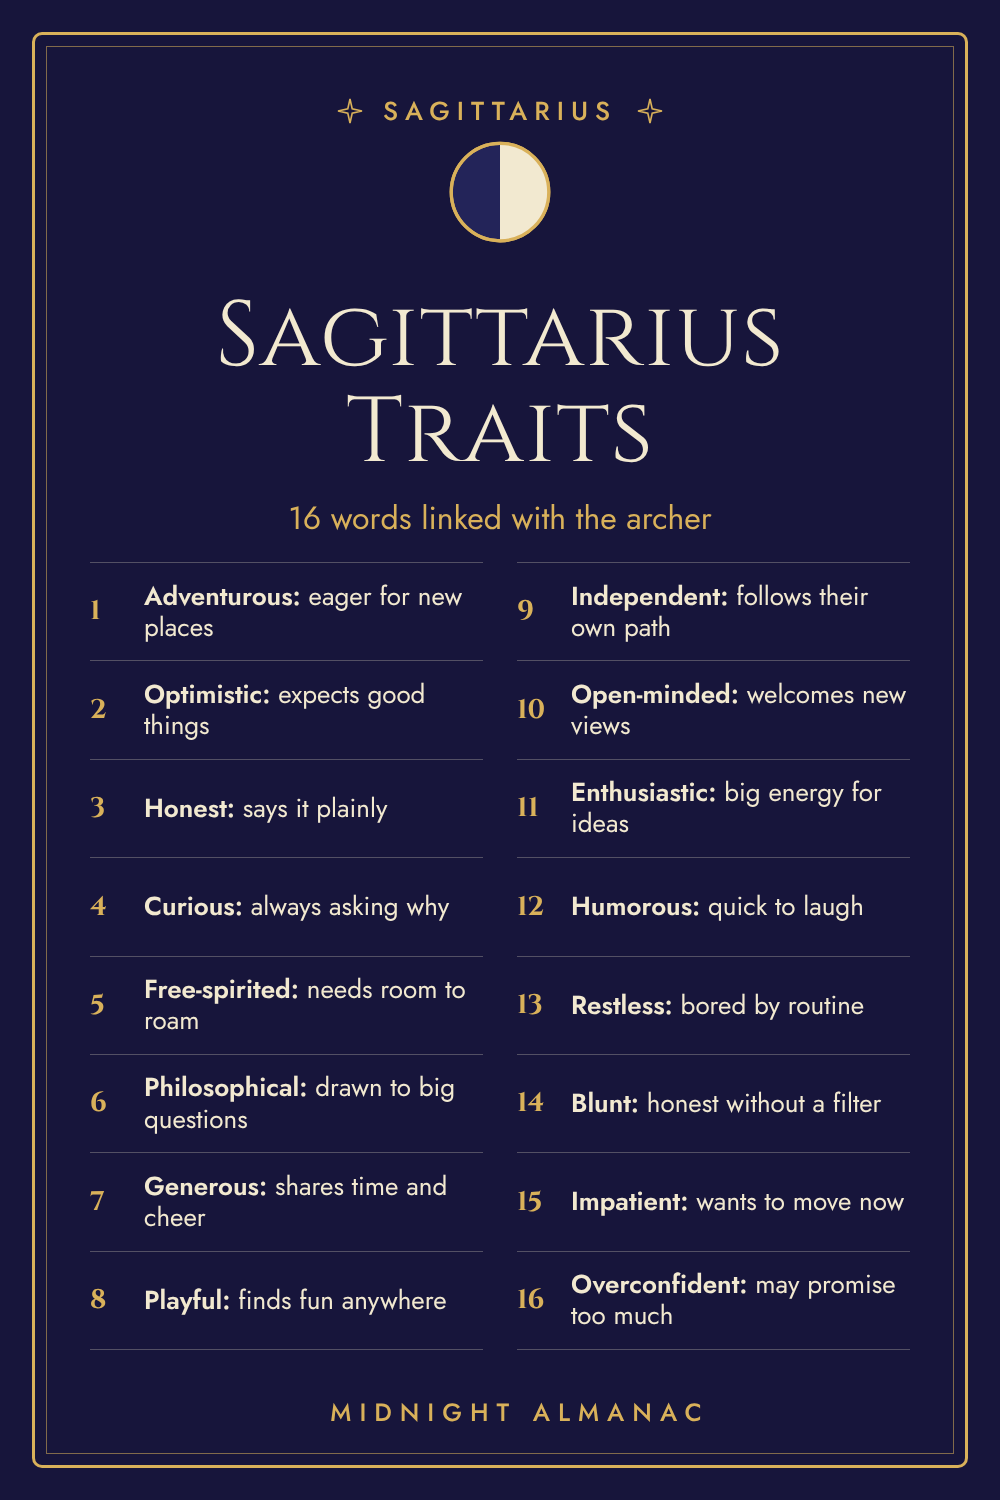 SAGITTARIUS
SAGITTARIUS
TRAITS
16 words linked with the archer
1 Adventurous: eager for new
places
2 Optimistic: expects good
things
3 Honest: says it plainly
4 Curious: always asking why
5 Free-spirited: needs room to
roam
6 Philosophical: drawn to big
questions
7 Generous: shares time and
cheer
8 Playful: finds fun anywhere
9 Independent: follows their
own path
10 Open-minded: welcomes new
views
11 Enthusiastic: big energy for
ideas
12 Humorous: quick to laugh
13 Restless: bored by routine
14 Blunt: honest without a filter
15 Impatient: wants to move now
16 Overconfident: may promise
too much
MIDNIGHT ALMANAC